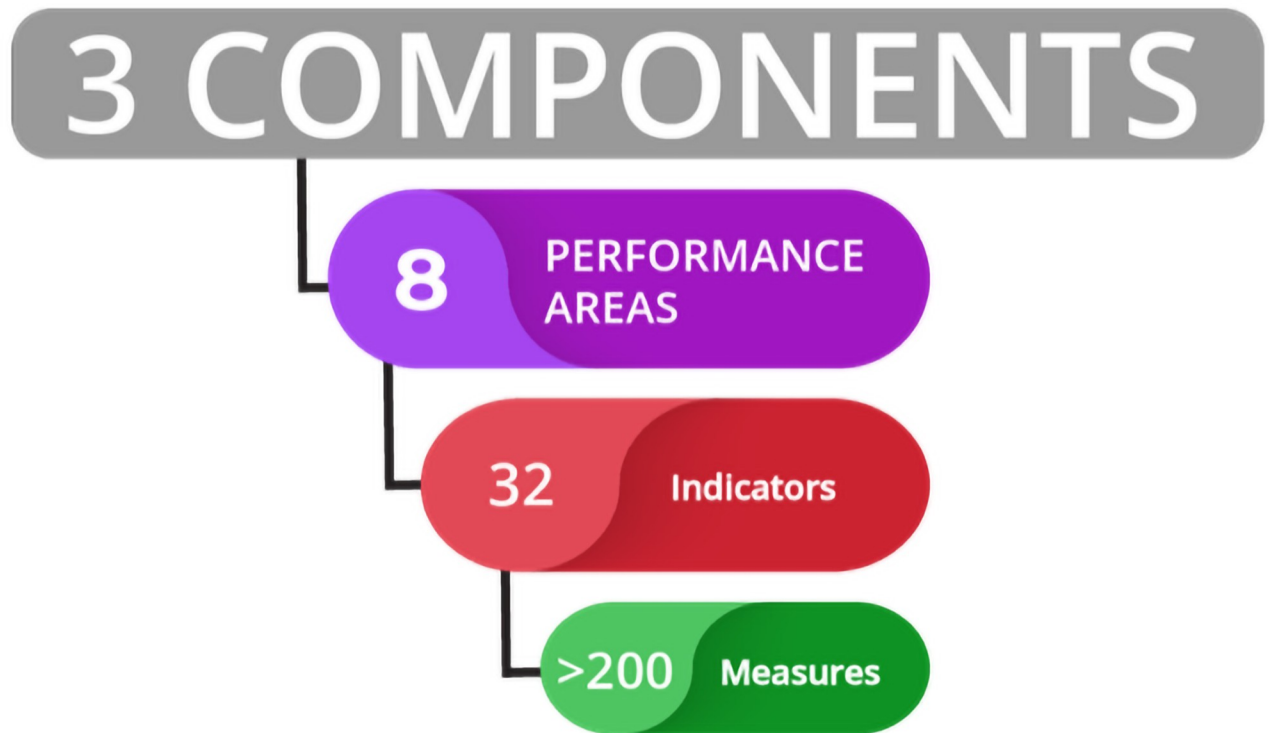 3 COMPONENTS
8
PERFORMANCE
AREAS
32
Indicators
>200
Measures